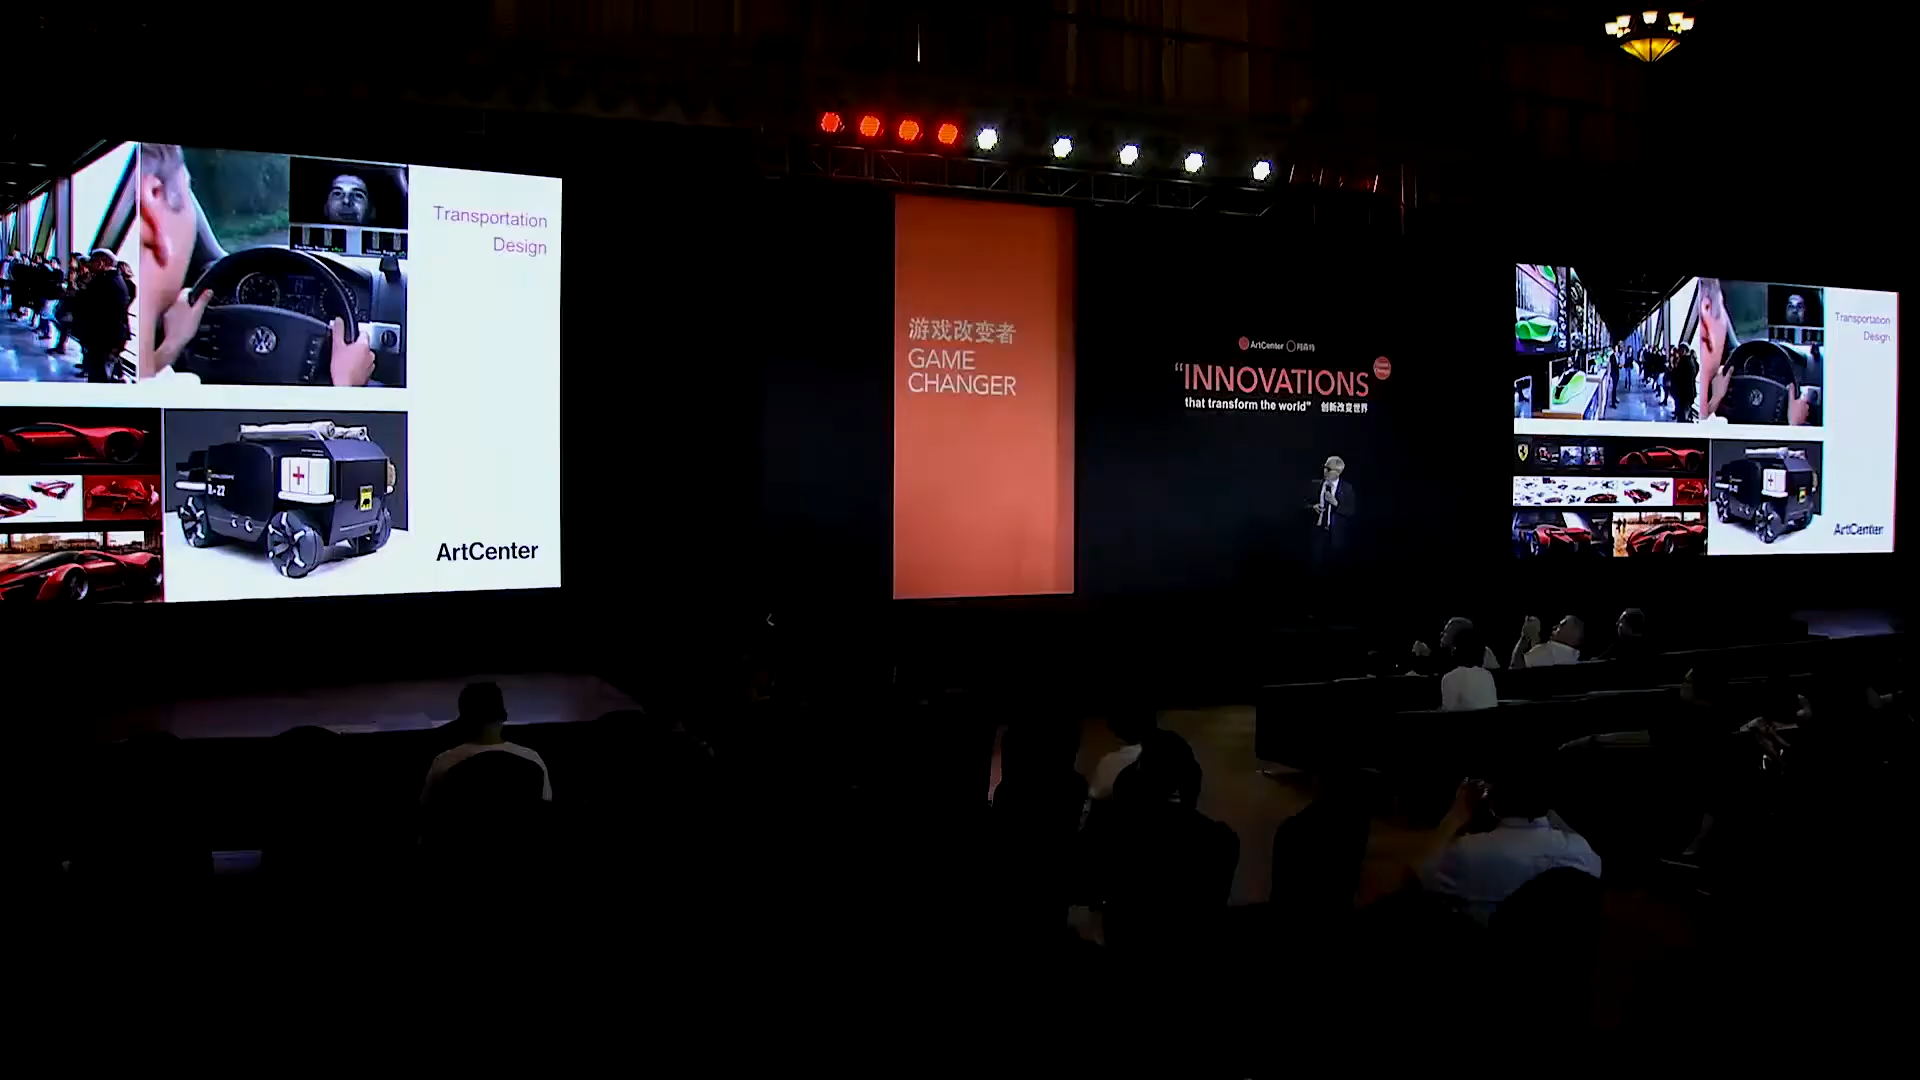 Transportation
Design
R-27
ArtCenter
游戏改变者
GAME
CHANGER
ArtCenter
“INNOVATIONS
that transform the world” 创新改变世界
Transportation
Design
ArtCenter